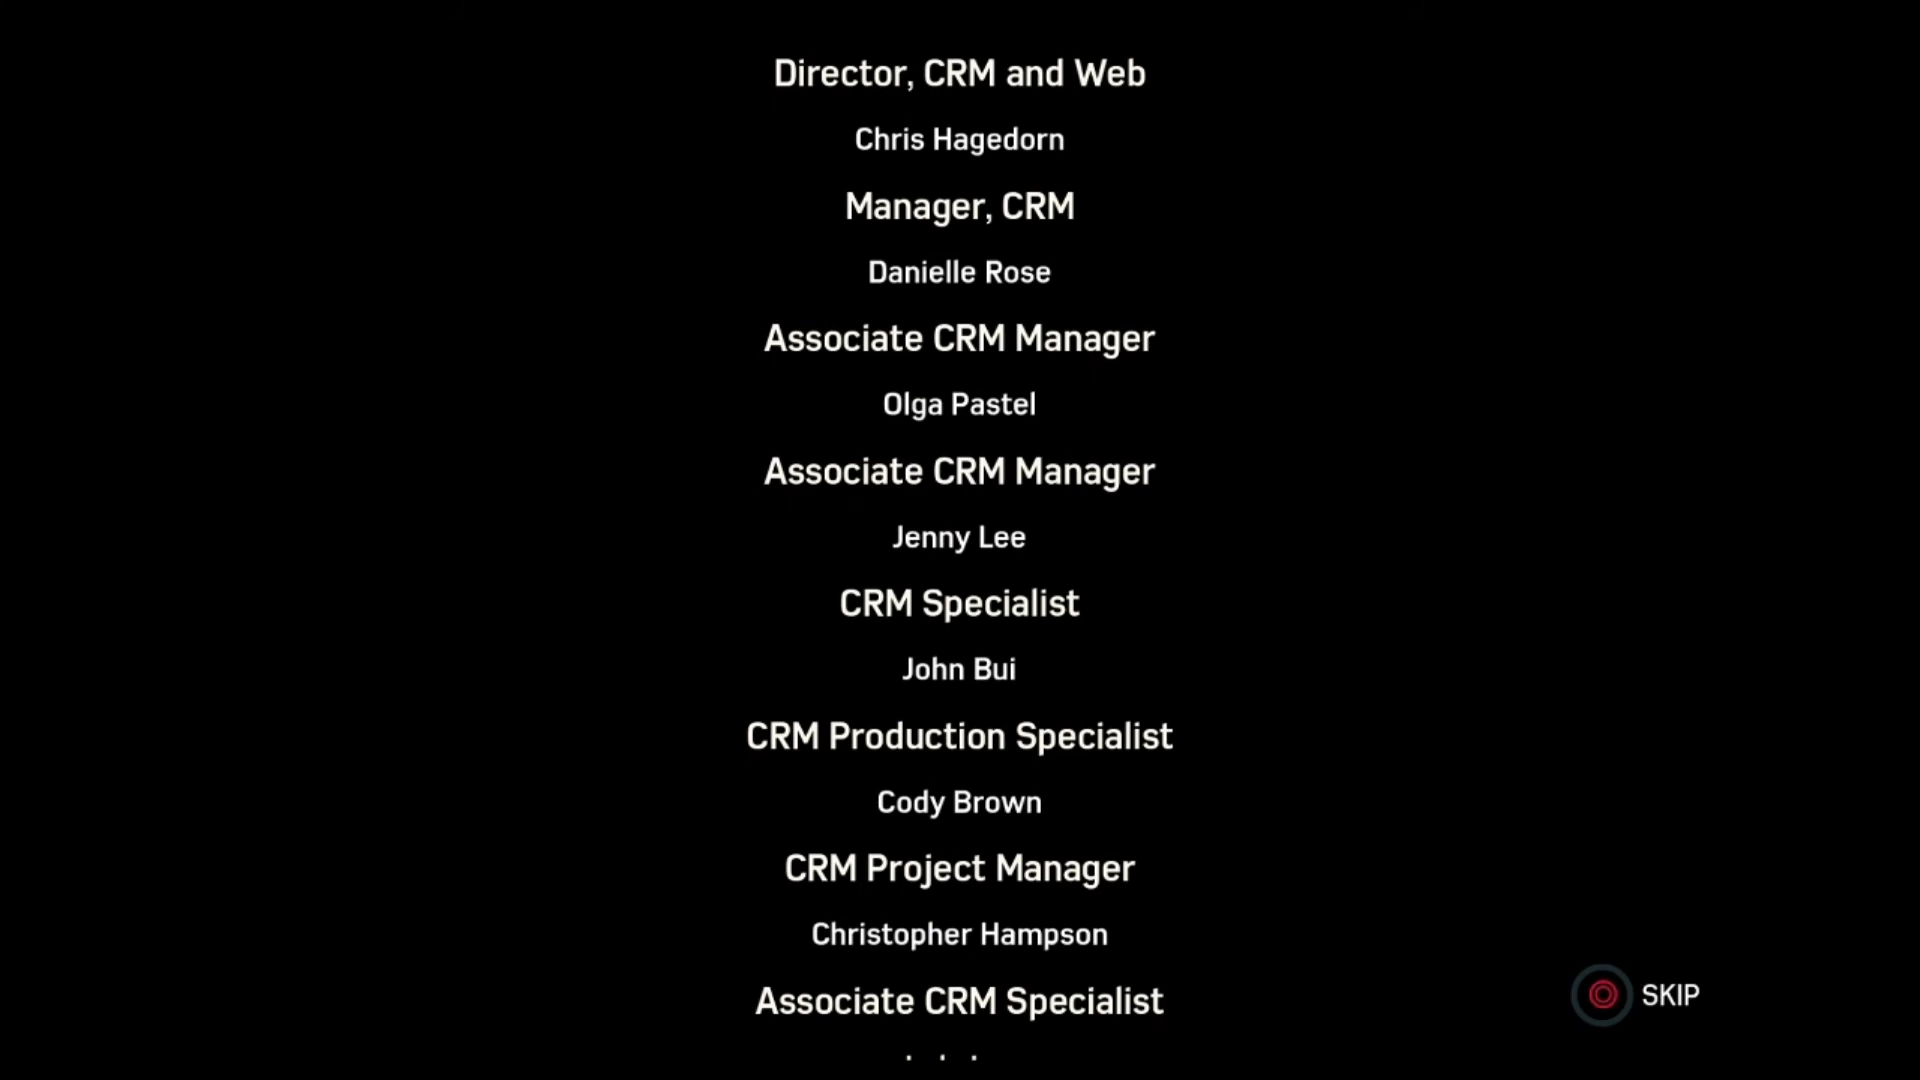 Director, CRM and Web
Chris Hagedorn
Manager, CRM
Danielle Rose
Associate CRM Manager
Olga Pastel
Associate CRM Manager
Jenny Lee
CRM Specialist
John Bui
CRM Production Specialist
Cody Brown
CRM Project Manager
Christopher Hampson
Associate CRM Specialist
SKIP